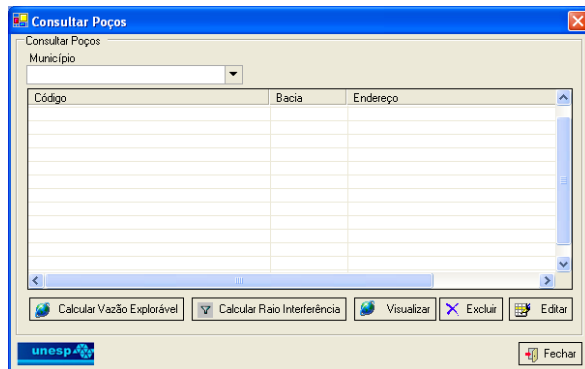 Consultar Poços
Consultar Poços
Município
Código Bacia Endereço
Calcular Vazão Explorável Calcular Raio Interferência Visualizar Excluir Editar
unesp Fechar